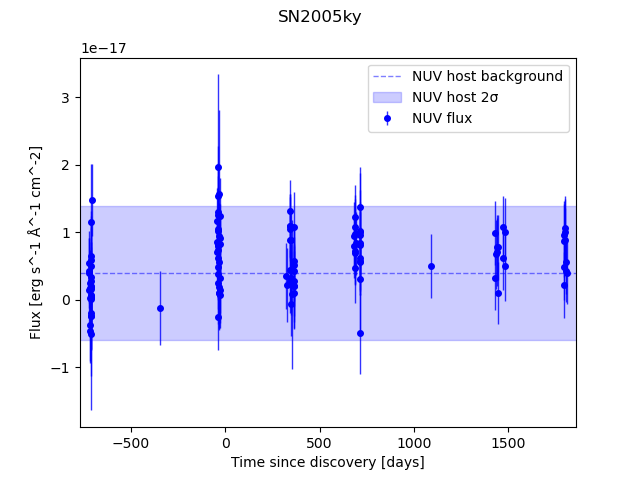 SN2005ky
1e−17
NUV host background
NUV host 2σ
NUV flux
3
2
1
0
−1
Flux [erg s^-1 Å^-1 cm^-2]
−500
0
500
1000
1500
Time since discovery [days]